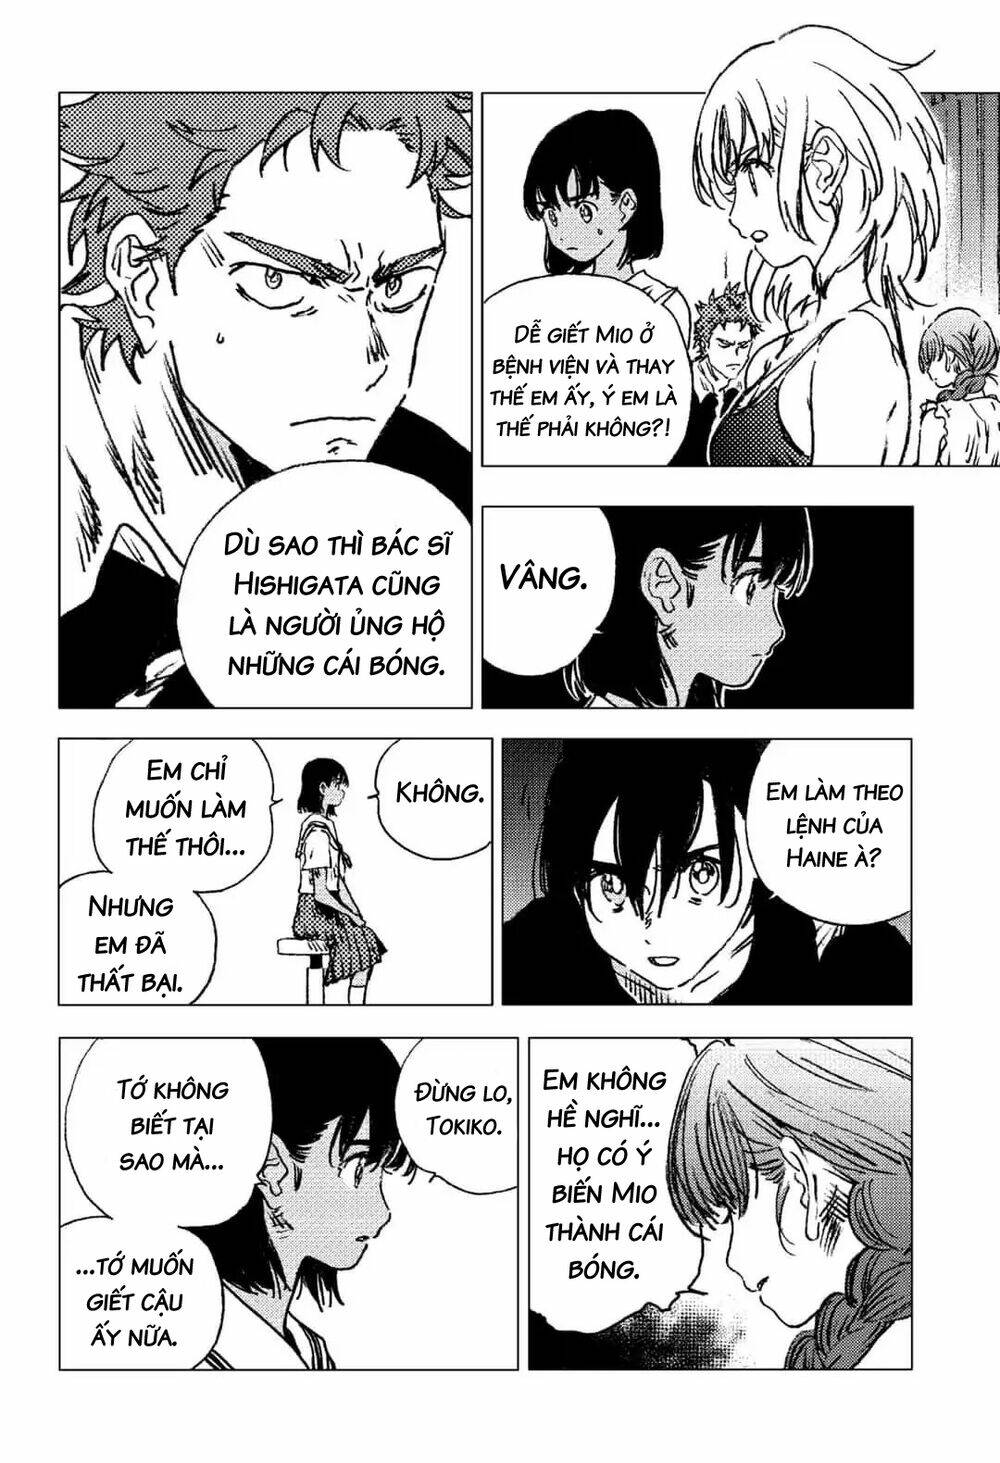 DỄ GIẾT MIO Ở
BỆNH VIỆN VÀ THAY
THẾ EM ẤY, Ý EM LÀ
THẾ PHẢI KHÔNG?!
DÙ SAO THÌ BÁC SĨ
HISHIGATA CŨNG
LÀ NGƯỜI ỦNG HỘ
NHỮNG CÁI BÓNG.
VÂNG.
EM LÀM THEO
LỆNH CỦA
HAINE À?
KHÔNG.
EM CHỈ
MUỐN LÀM
THẾ THÔI...
NHƯNG
EM ĐÃ
THẤT BẠI.
EM KHÔNG
HỀ NGHĨ...
HỌ CÓ Ý
BIẾN MIO
THÀNH CÁI
BÓNG.
ĐỪNG LO,
TOKIKO.
TỚ KHÔNG
BIẾT TẠI
SAO MÀ...
...TỚ MUỐN
GIẾT CẬU
ẤY NỮA.